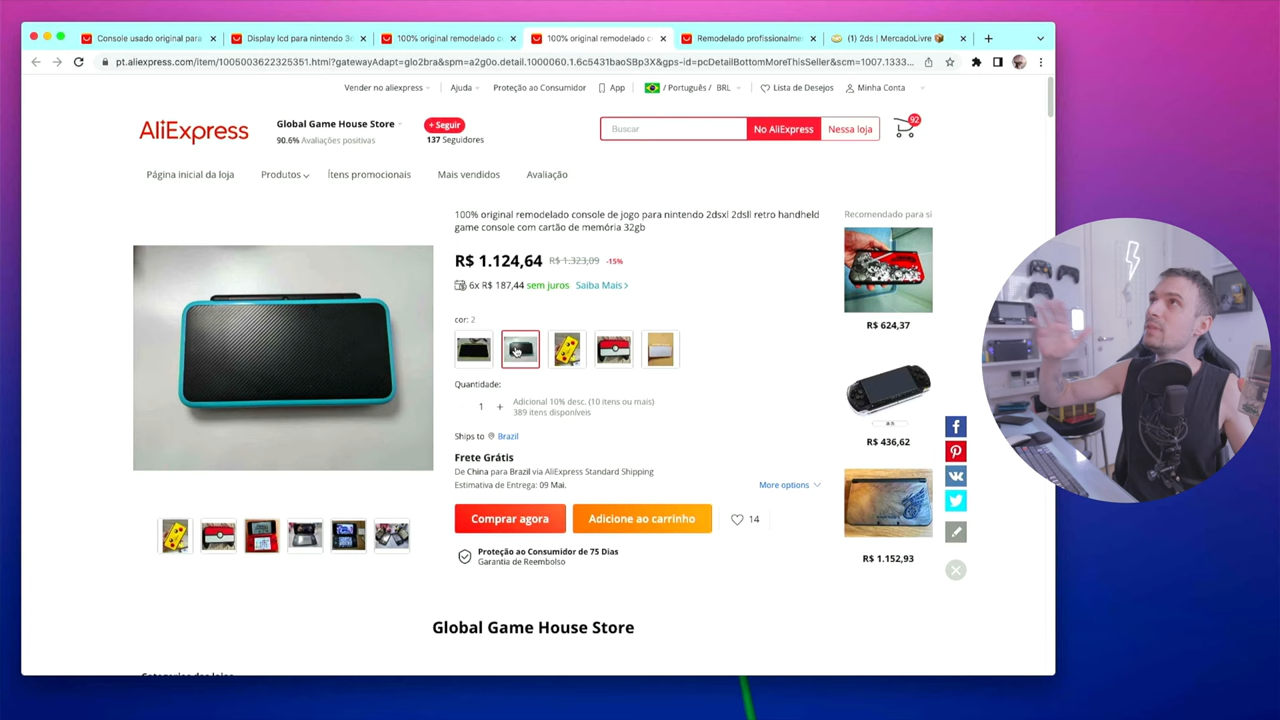 Console usado original para
Display lcd para nintendo 3d
100% original remodelado co
100% original remodelado c
Remodelado profissionalme
(1) 2ds | MercadoLivre
pt.aliexpress.com/item/1005003622325351.html?gatewayAdapt=glo2bra&spm=a2g0o.detail.1000060.1.6c5431baoSBp3X&gps-id=pcDetailBottomMoreThisSeller&scm=1007.1333...
Vender no aliexpress
Ajuda
Proteção ao Consumidor
App
/ Português / BRL
Lista de Desejos
Minha Conta
AliExpress
Global Game House Store
90.6% Avaliações positivas
+ Seguir
137 Seguidores
Buscar
No AliExpress
Nessa loja
92
Página inicial da loja
Produtos
Ítens promocionais
Mais vendidos
Avaliação
100% original remodelado console de jogo para nintendo 2dsxl 2dsll retro handheld
game console com cartão de memória 32gb
R$ 1.124,64 R$ 1.323,09 -15%
6x R$ 187,44 sem juros Saiba Mais >
cor: 2
Quantidade:
1 +
Adicional 10% desc. (10 itens ou mais)
389 itens disponíveis
Ships to Brazil
Frete Grátis
De China para Brazil via AliExpress Standard Shipping
Estimativa de Entrega: 09 Mai.
More options
Comprar agora
Adicione ao carrinho
14
Proteção ao Consumidor de 75 Dias
Garantia de Reembolso
Recomendado para si
R$ 624,37
R$ 436,62
R$ 1.152,93
Global Game House Store